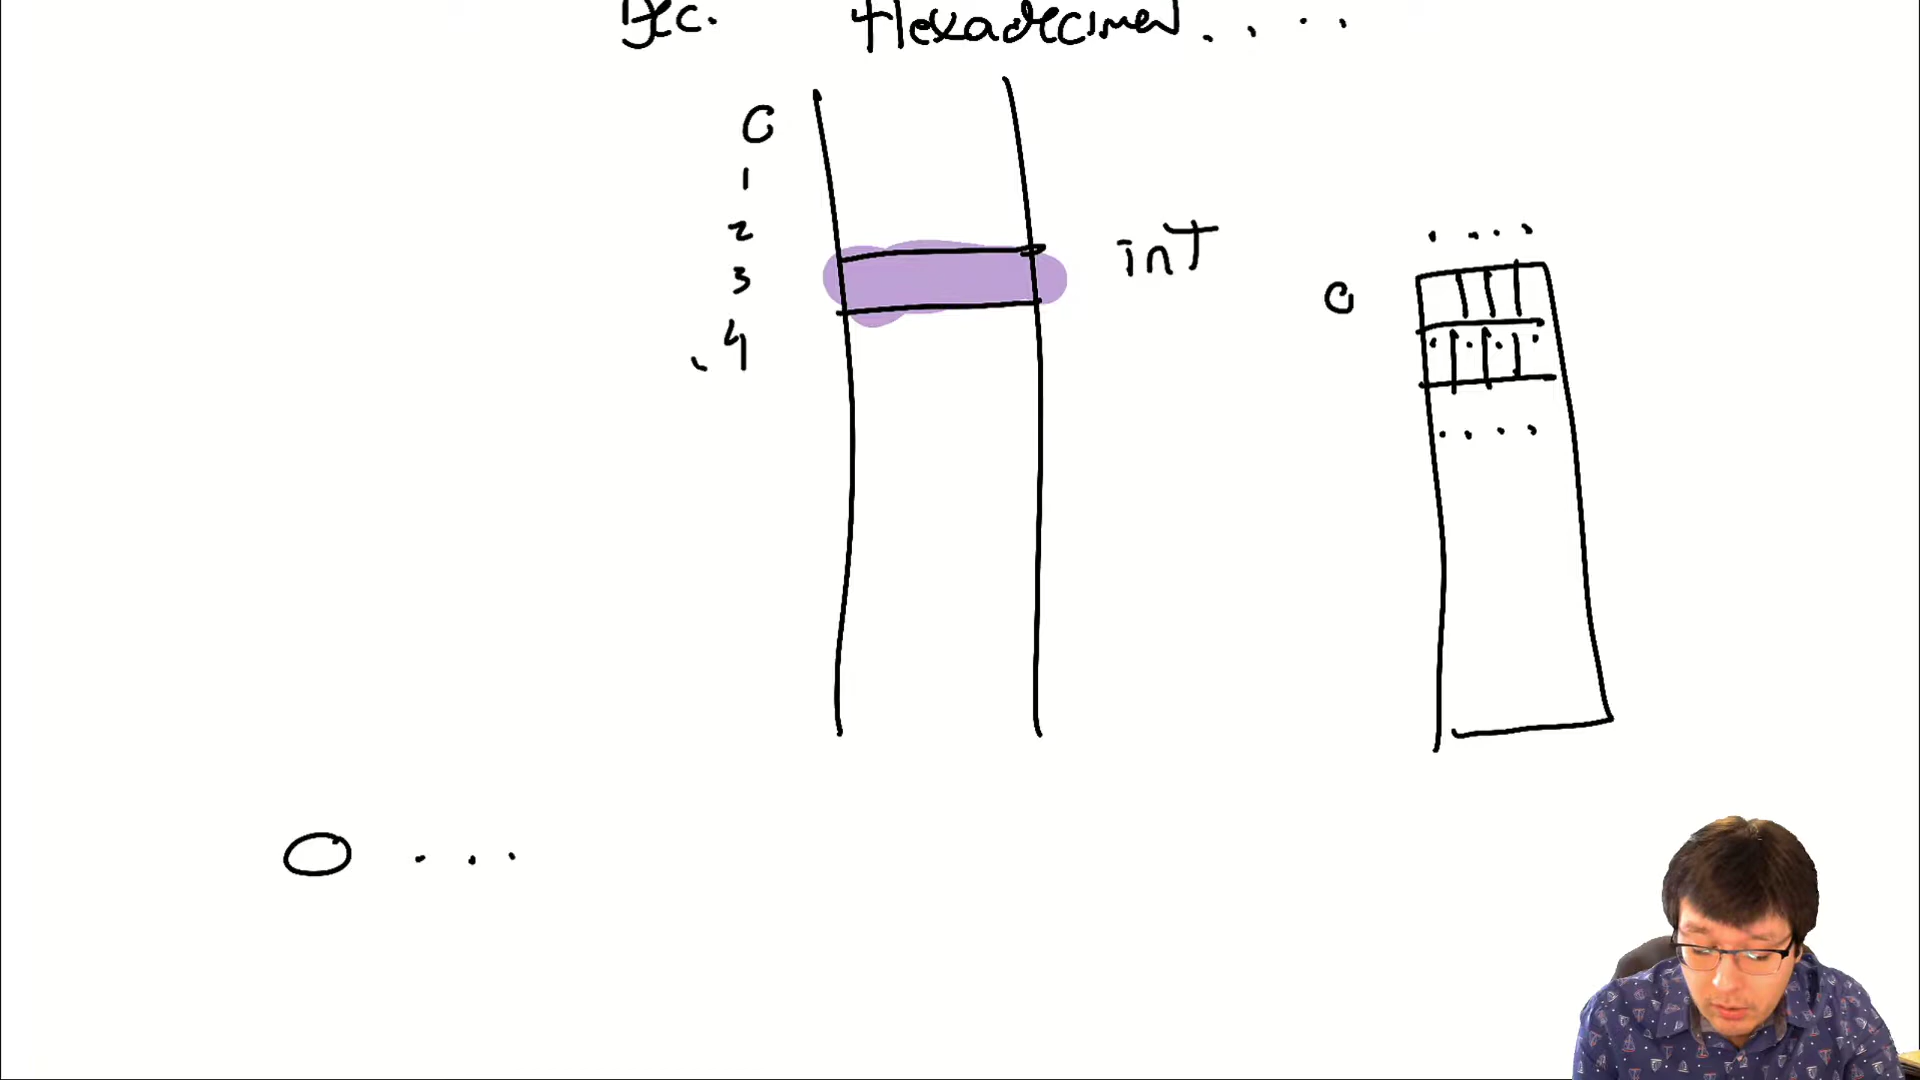 Dec. Hexadecimal. . . .
0
1
2
3
. 4
int
. . . .
0
. . . .
. . . .
0 . . .